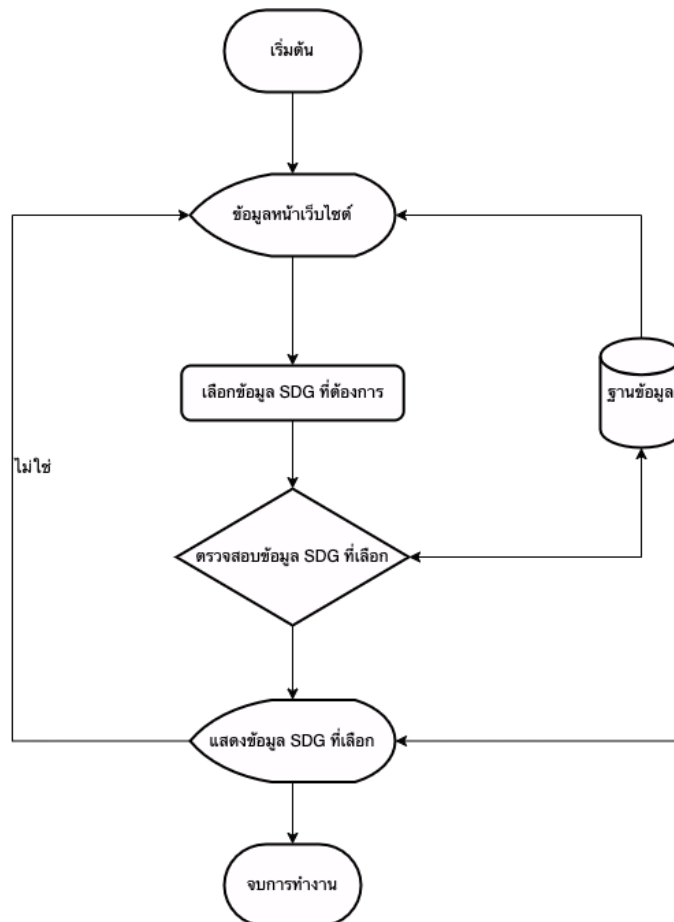 เริ่มต้น
ข้อมูลหน้าเว็บไซต์
เลือกข้อมูล SDG ที่ต้องการ
ฐานข้อมูล
ไม่ใช่
ตรวจสอบข้อมูล SDG ที่เลือก
แสดงข้อมูล SDG ที่เลือก
จบการทำงาน